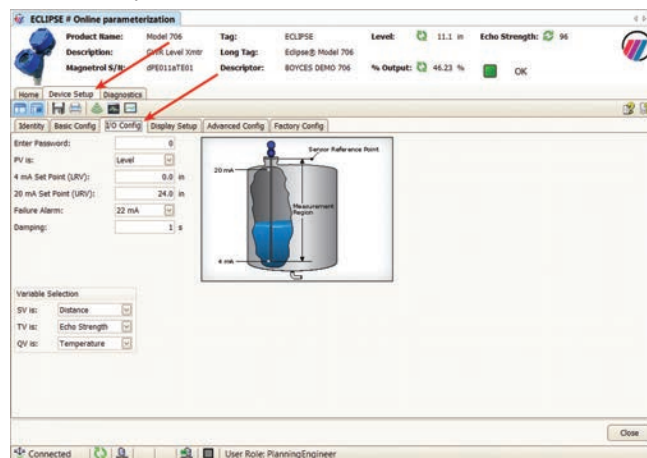 ECLIPSE # Online parameterization
Product Name: Model 706 Tag: ECLIPSE Level: 11.1 in Echo Strength: 96
Description: GWR Level Xmtr Long Tag: Eclipse® Model 706
Magnetrol S/N: dPE011aTE01 Descriptor: BOYCES DEMO 706 % Output: 46.23 % OK
Home Device Setup Diagnostics
Identity Basic Config I/O Config Display Setup Advanced Config Factory Config
Enter Password: 0
PV is: Level
4 mA Set Point (LRV): 0.0 in
20 mA Set Point (URV): 24.0 in
Failure Alarm: 22 mA
Damping: 1 s
Sensor Reference Point
20 mA
Measurement
Region
4 mA
Variable Selection
SV is: Distance
TV is: Echo Strength
QV is: Temperature
Close
Connected User Role: PlanningEngineer